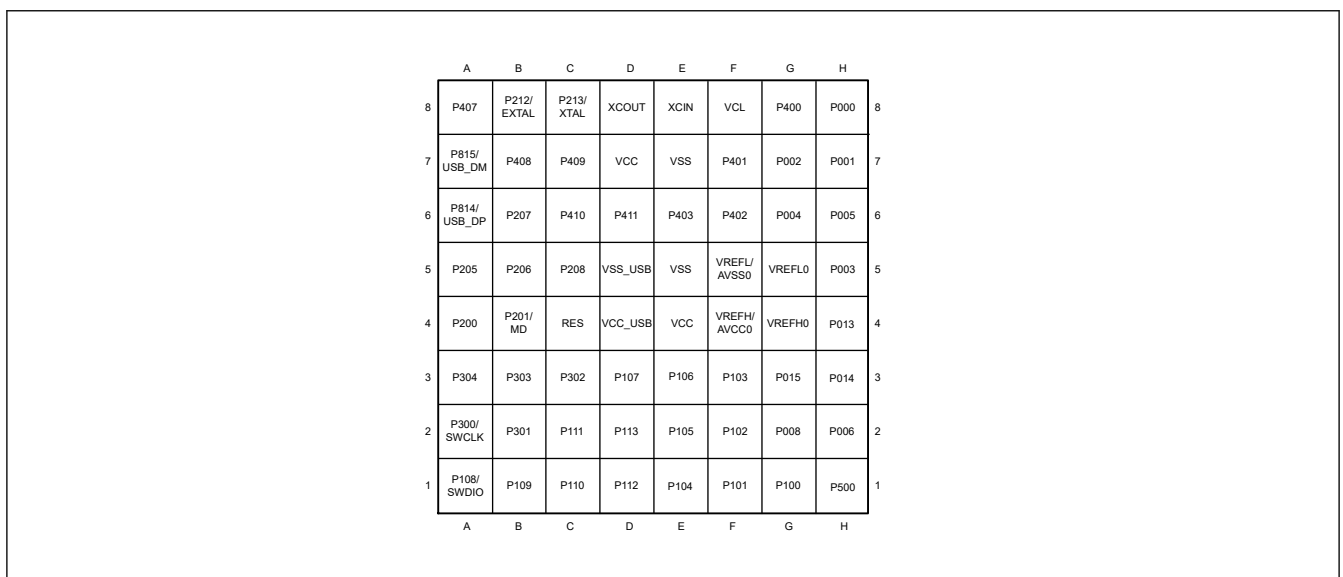 A B C D E F G H
8 P407 P212/ EXTAL P213/ XTAL XCOUT XCIN VCL P400 P000 8
7 P815/ USB_DM P408 P409 VCC VSS P401 P002 P001 7
6 P814/ USB_DP P207 P410 P411 P403 P402 P004 P005 6
5 P205 P206 P208 VSS_USB VSS VREFL/ AVSS0 VREFL0 P003 5
4 P200 P201/ MD RES VCC_USB VCC VREFH/ AVCC0 VREFH0 P013 4
3 P304 P303 P302 P107 P106 P103 P015 P014 3
2 P300/ SWCLK P301 P111 P113 P105 P102 P008 P006 2
1 P108/ SWDIO P109 P110 P112 P104 P101 P100 P500 1
A B C D E F G H